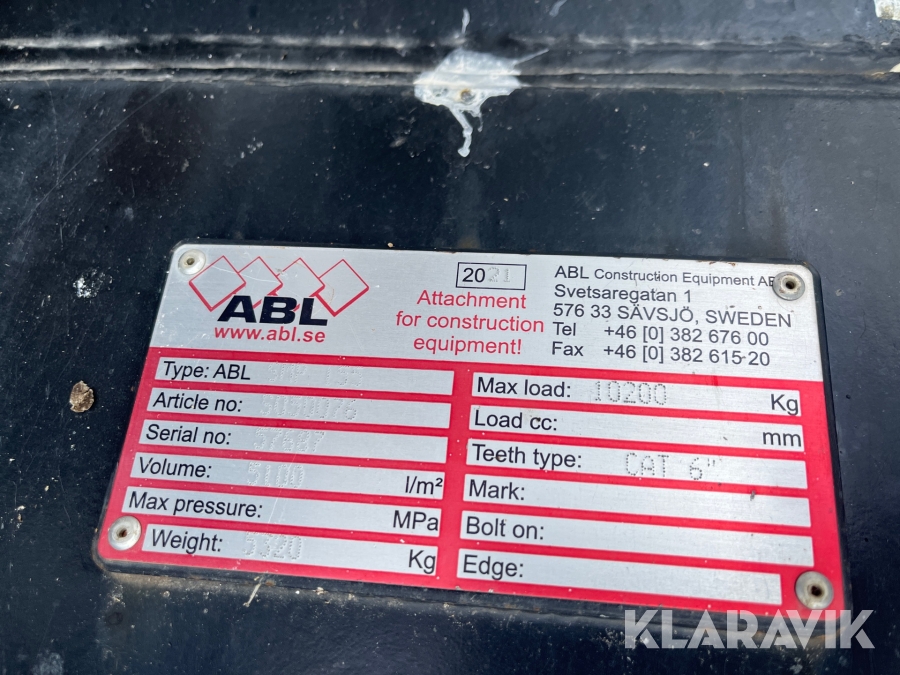 ABL
www.abl.se
2021
Attachment
for construction
equipment!
ABL Construction Equipment AB
Svetsaregatan 1
576 33 SÄVSJÖ, SWEDEN
Tel +46 [0] 382 676 00
Fax +46 [0] 382 615 20
Type: ABL
Article no:
Serial no:
Volume: 5100 l/m²
Max pressure: MPa
Weight: Kg
Max load: 10200 Kg
Load cc: mm
Teeth type: CAT 6"
Mark:
Bolt on:
Edge:
KLARAVIK